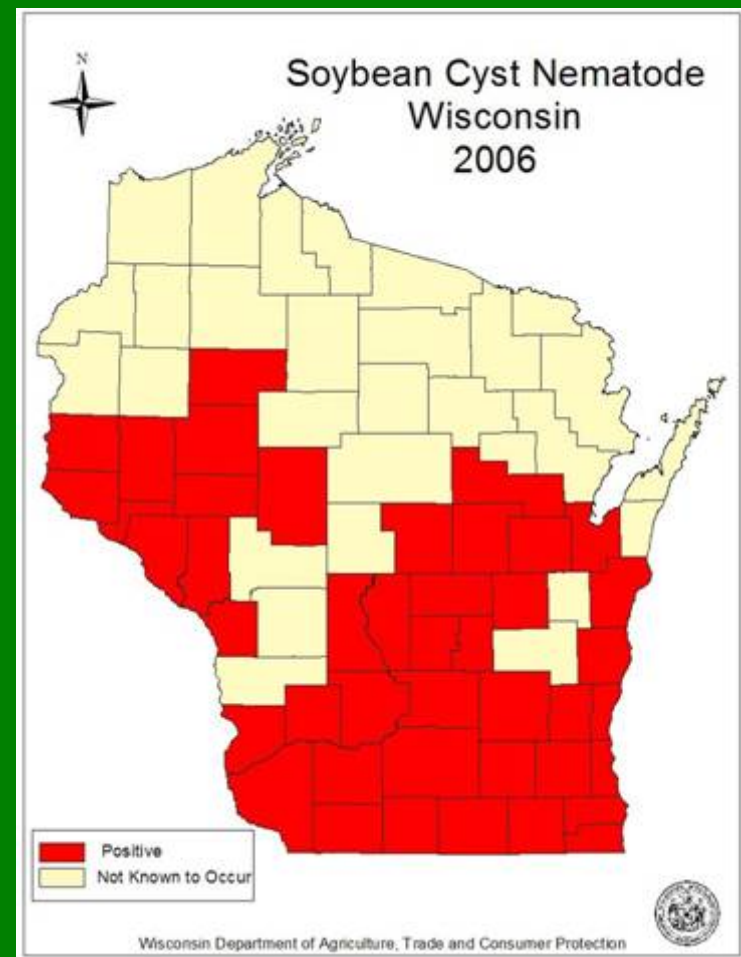 N
Soybean Cyst Nematode
Wisconsin
2006
Positive
Not Known to Occur
Wisconsin Department of Agriculture, Trade and Consumer Protection